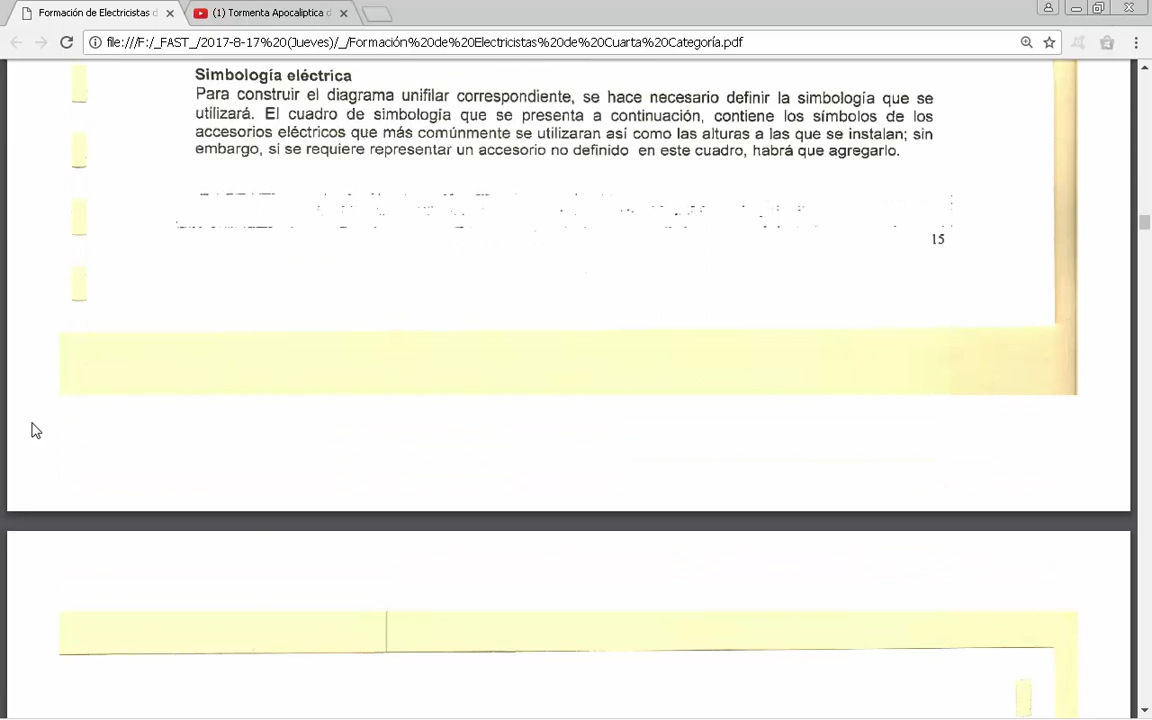 Formación de Electricistas d
(1) Tormenta Apocaliptica d
file:///F:/_FAST_/2017-8-17%20(Jueves)/_/Formación%20de%20Electricistas%20de%20Cuarta%20Categoría.pdf
Simbología eléctrica
Para construir el diagrama unifilar correspondiente, se hace necesario definir la simbología que se
utilizará. El cuadro de simbología que se presenta a continuación, contiene los símbolos de los
accesorios eléctricos que más comúnmente se utilizaran así como las alturas a las que se instalan; sin
embargo, si se requiere representar un accesorio no definido en este cuadro, habrá que agregarlo.
15